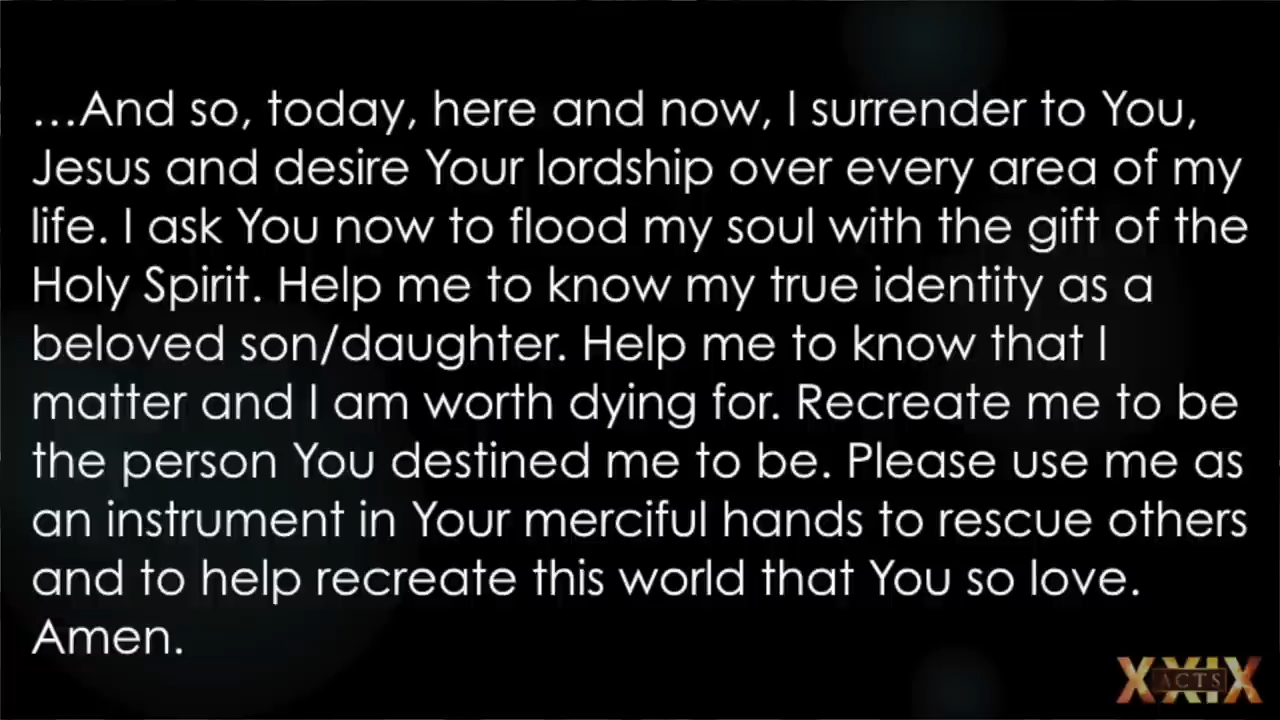 …And so, today, here and now, I surrender to You,
Jesus and desire Your lordship over every area of my
life. I ask You now to flood my soul with the gift of the
Holy Spirit. Help me to know my true identity as a
beloved son/daughter. Help me to know that I
matter and I am worth dying for. Recreate me to be
the person You destined me to be. Please use me as
an instrument in Your merciful hands to rescue others
and to help recreate this world that You so love.
Amen.
XXIX
ACTS